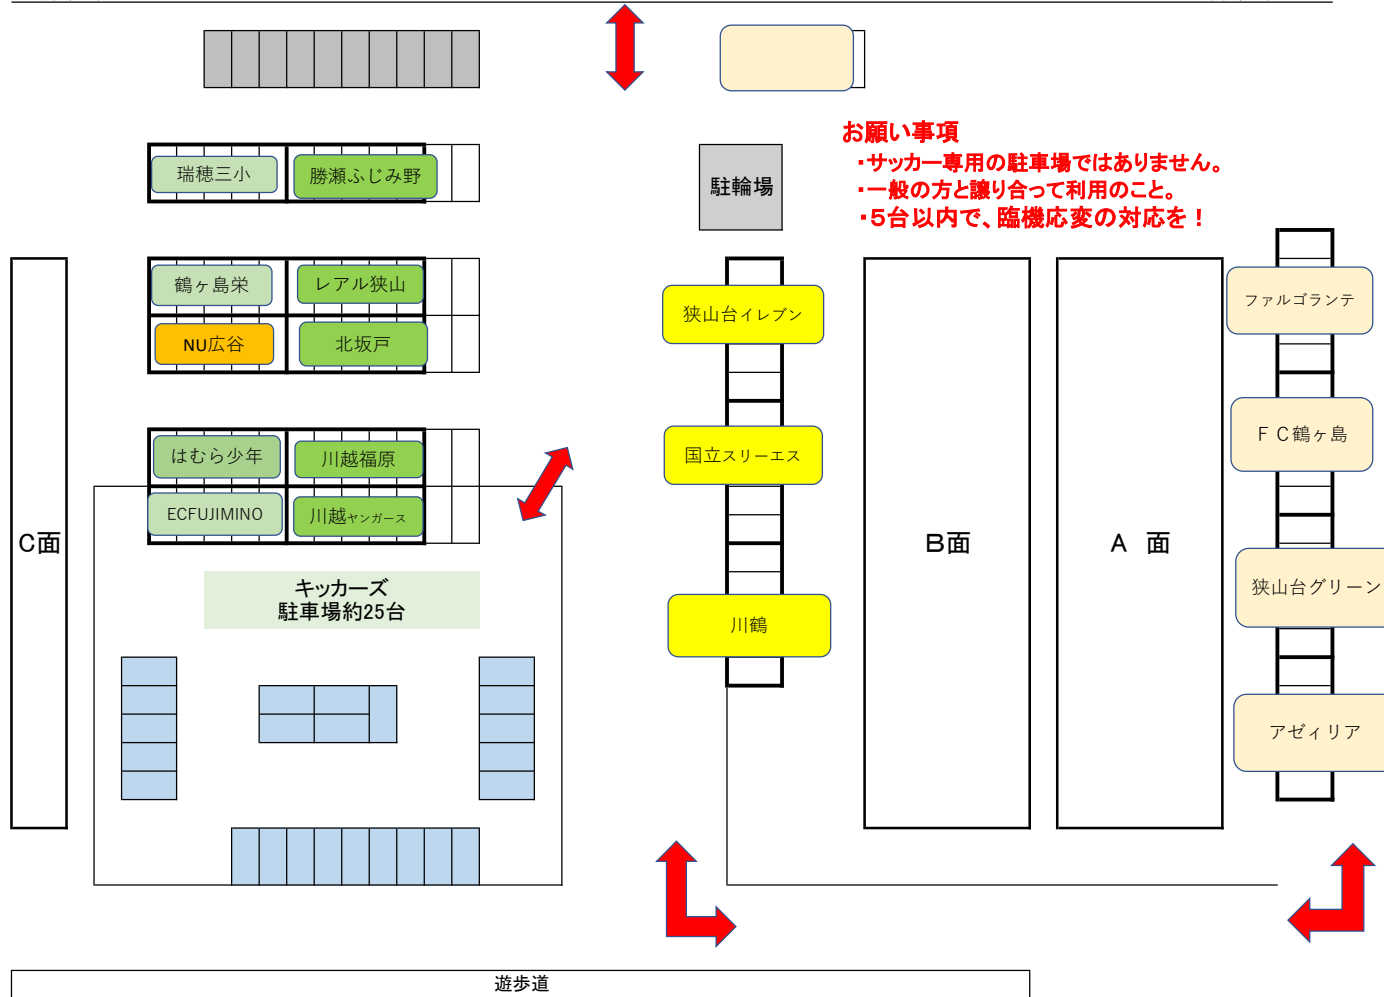 お願い事項
・サッカー専用の駐車場ではありません。
・一般の方と譲り合って利用のこと。
・5台以内で、臨機応変の対応を！
瑞穂三小
勝瀬ふじみ野
駐輪場
鶴ヶ島栄
レアル狭山
NU広谷
北坂戸
狭山台イレブン
ファルゴランテ
はむら少年
川越福原
国立スリーエス
ＦＣ鶴ヶ島
ECFUJIMINO
川越ヤンガース
C面
B面
A 面
キッカーズ
駐車場約25台
川鶴
狭山台グリーン
アゼィリア
遊歩道